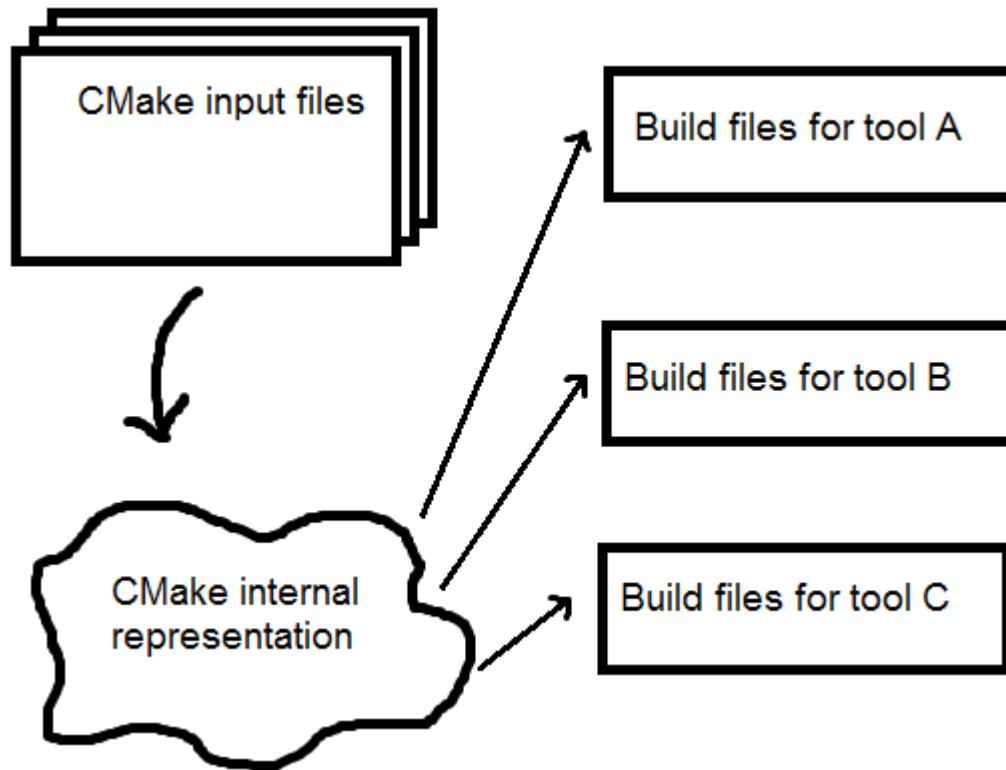 CMake input files
Build files for tool A
Build files for tool B
CMake internal
representation
Build files for tool C